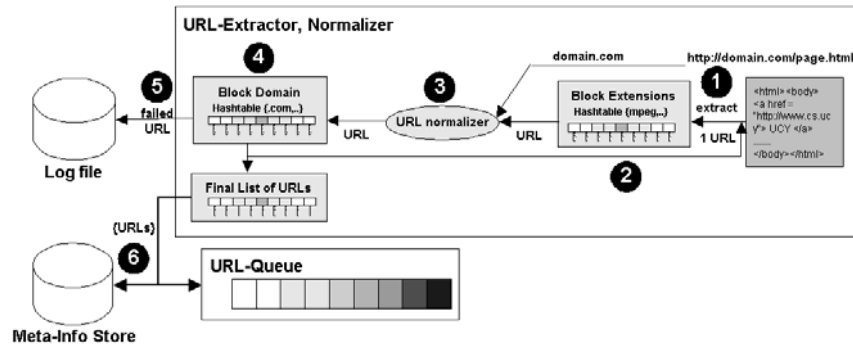 URL-Extractor, Normalizer
domain.com
http://domain.com/page.html
4
Block Domain
Hashtable {.com,..}
5
failed
URL
Log file
URL
3
URL normalizer
URL
Block Extensions
Hashtable {mpeg,..}
1
extract
1 URL
<html><body>
<a href =
"http://www.cs.uc
y"> UCY </a>
......
</body></html>
2
Final List of URLs
{URLs}
6
Meta-Info Store
URL-Queue